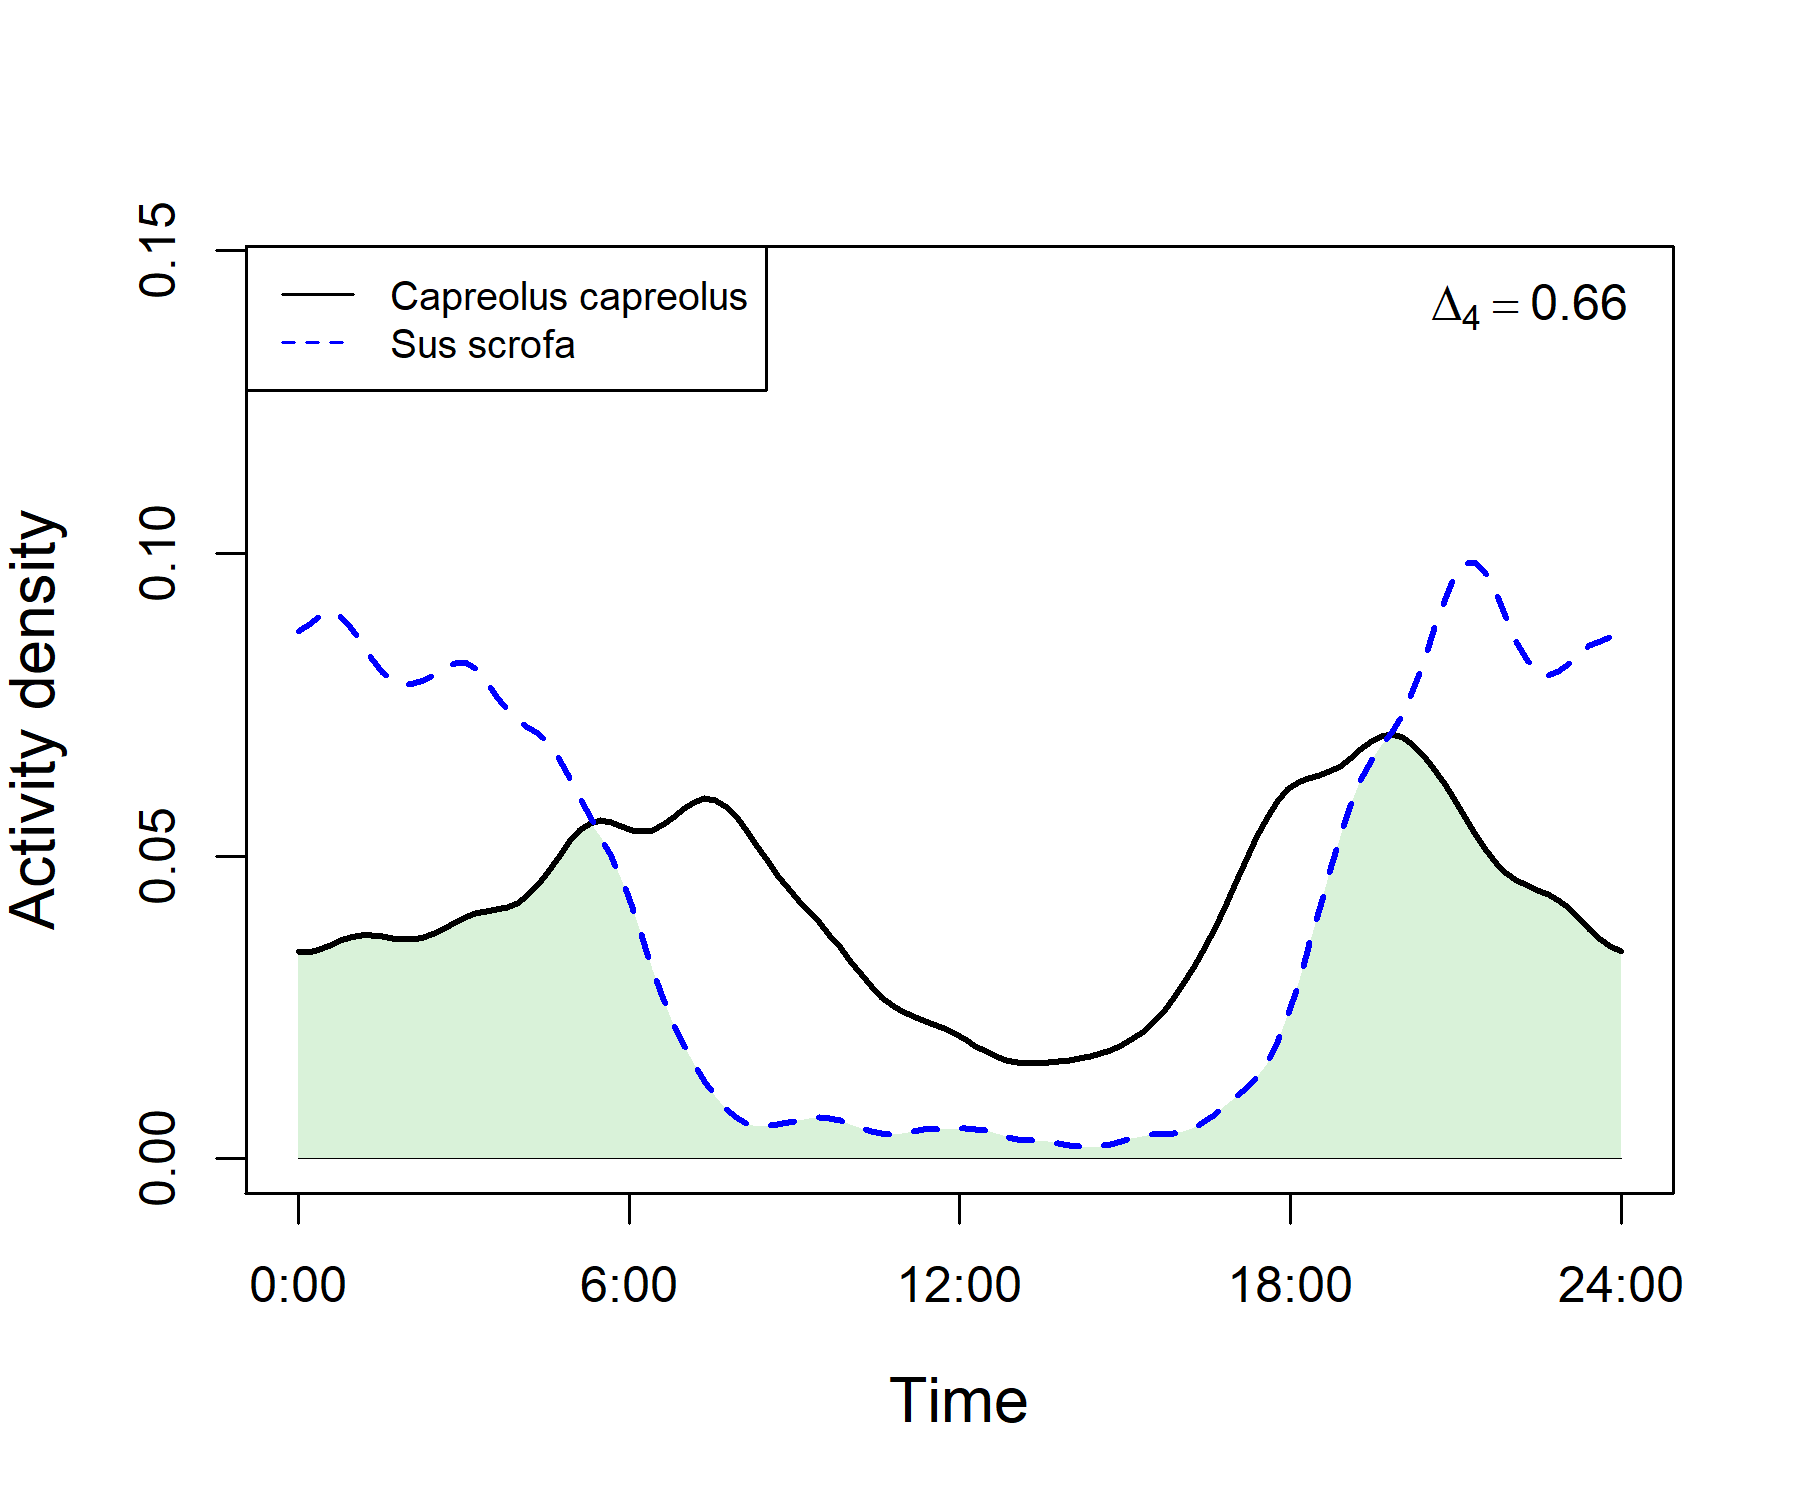 Capreolus capreolus
Sus scrofa
Δ4 = 0.66
Activity density
0.15
0.10
0.05
0.00
0:00 6:00 12:00 18:00 24:00
Time